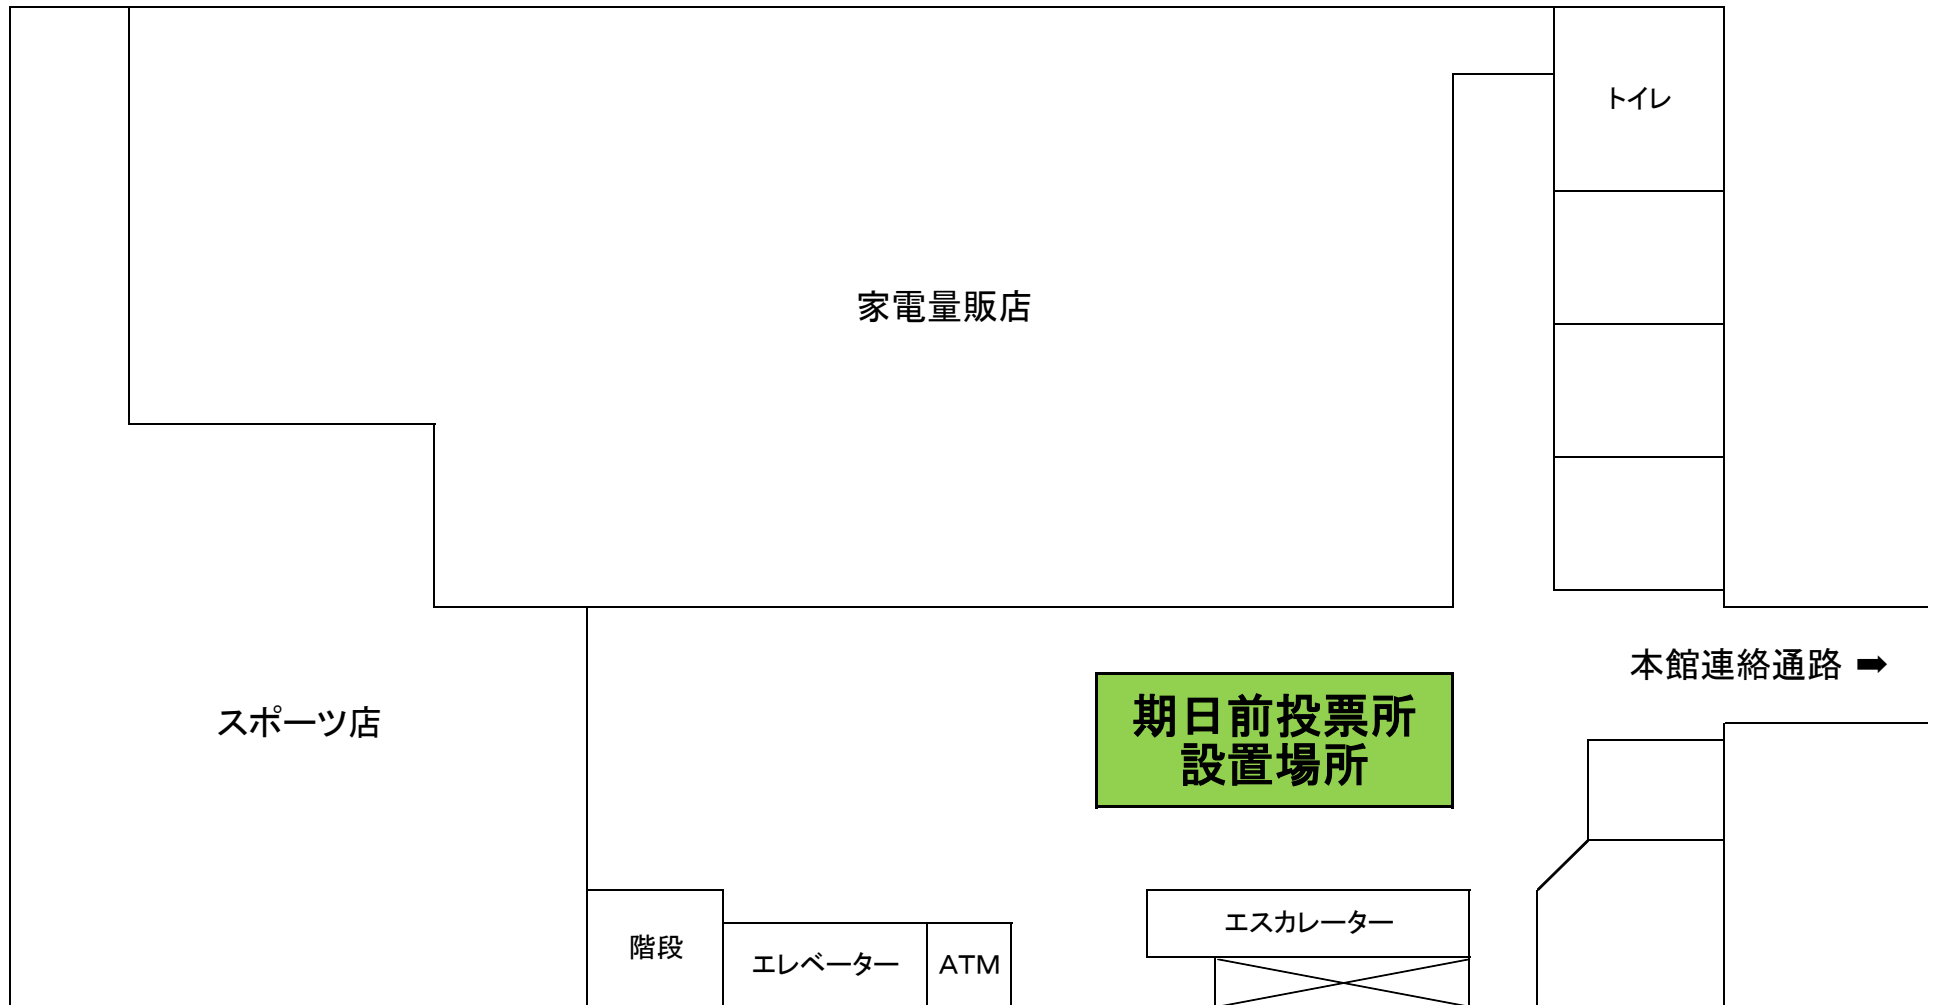 トイレ
家電量販店
本館連絡通路 ➡
期日前投票所
設置場所
スポーツ店
エスカレーター
階段
エレベーター
ATM